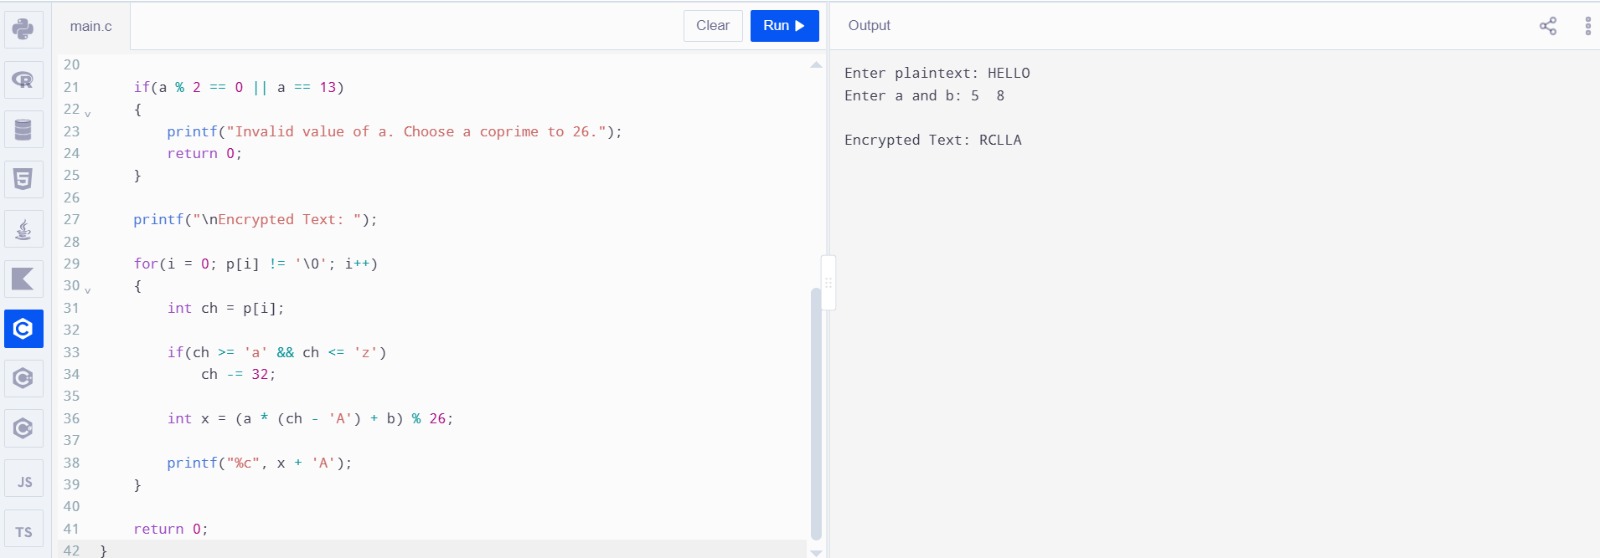 main.c
Clear
Run
Output
20
21 if(a % 2 == 0 || a == 13)
22 {
23 printf("Invalid value of a. Choose a coprime to 26.");
24 return 0;
25 }
26
27 printf("\nEncrypted Text: ");
28
29 for(i = 0; p[i] != '\0'; i++)
30 {
31 int ch = p[i];
32
33 if(ch >= 'a' && ch <= 'z')
34 ch -= 32;
35
36 int x = (a * (ch - 'A') + b) % 26;
37
38 printf("%c", x + 'A');
39 }
40
41 return 0;
42 }
Enter plaintext: HELLO
Enter a and b: 5  8
Encrypted Text: RCLLA
R
5
C
C
C
JS
TS